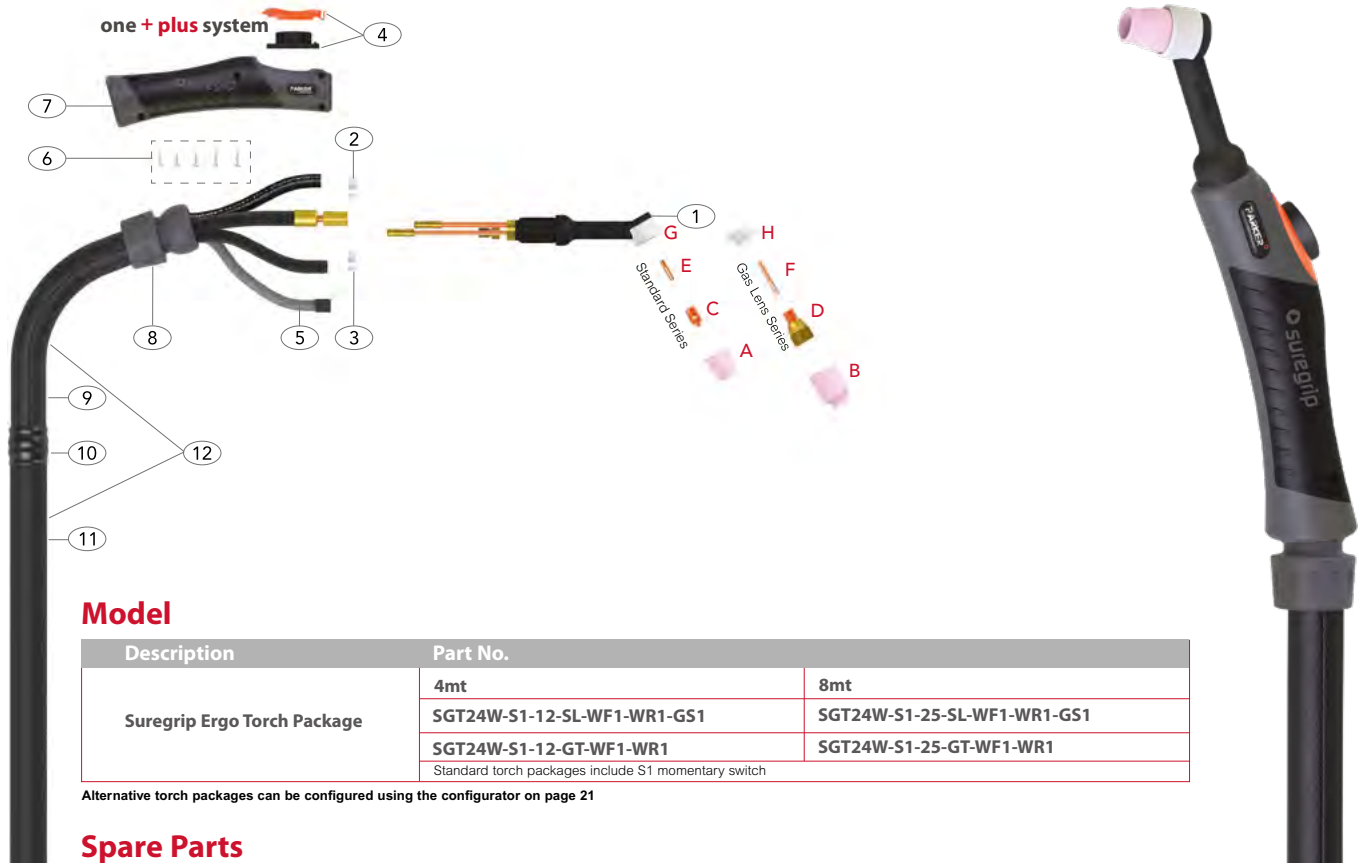 one + plus system
4
7
PARKER
2
6
1
G
H
E
F
Standard Series
Gas Lens Series
C
D
A
B
8
5
3
9
10
12
11
PARKER
suregrip
Model
Description Part No.
4mt 8mt
Suregrip Ergo Torch Package
SGT24W-S1-12-SL-WF1-WR1-GS1 SGT24W-S1-25-SL-WF1-WR1-GS1
SGT24W-S1-12-GT-WF1-WR1 SGT24W-S1-25-GT-WF1-WR1
Standard torch packages include S1 momentary switch
Alternative torch packages can be configured using the configurator on page 21
Spare Parts